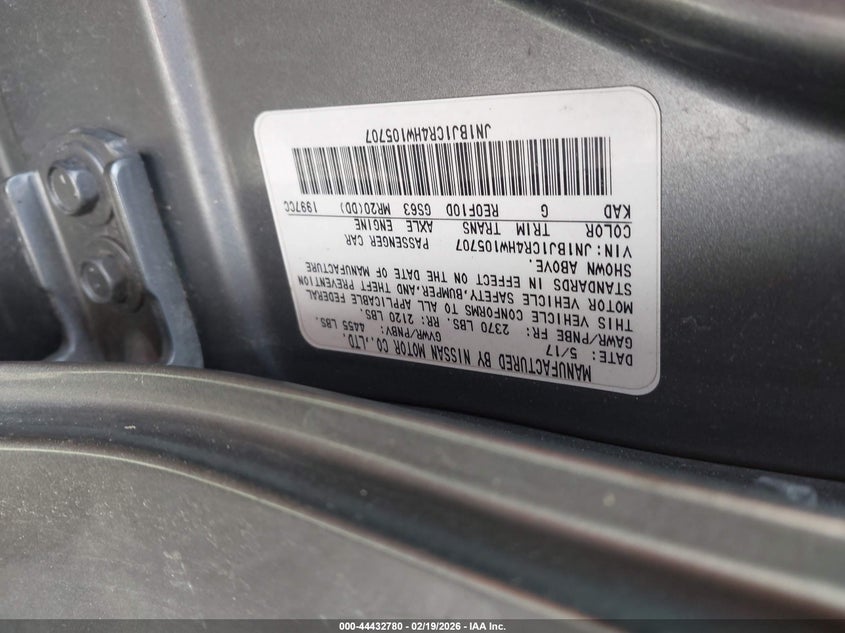 MANUFACTURED BY NISSAN MOTOR CO.,LTD.
DATE: 5/17 GVWR/PNBV: 4455 LBS.
GAWR/PNBE FR: 2370 LBS. RR: 2120 LBS.
THIS VEHICLE CONFORMS TO ALL APPLICABLE FEDERAL
MOTOR VEHICLE SAFETY,BUMPER,AND THEFT PREVENTION
STANDARDS IN EFFECT ON THE DATE OF MANUFACTURE
SHOWN ABOVE.
VIN:JN1BJ1CR4HW105707 PASSENGER CAR
COLOR TRIM TRANS AXLE ENGINE
KAD G RE0F10D GS63 MR20(DD) 1997CC
JN1BJ1CR4HW105707
000-44432780 - 02/19/2026 - IAA Inc.